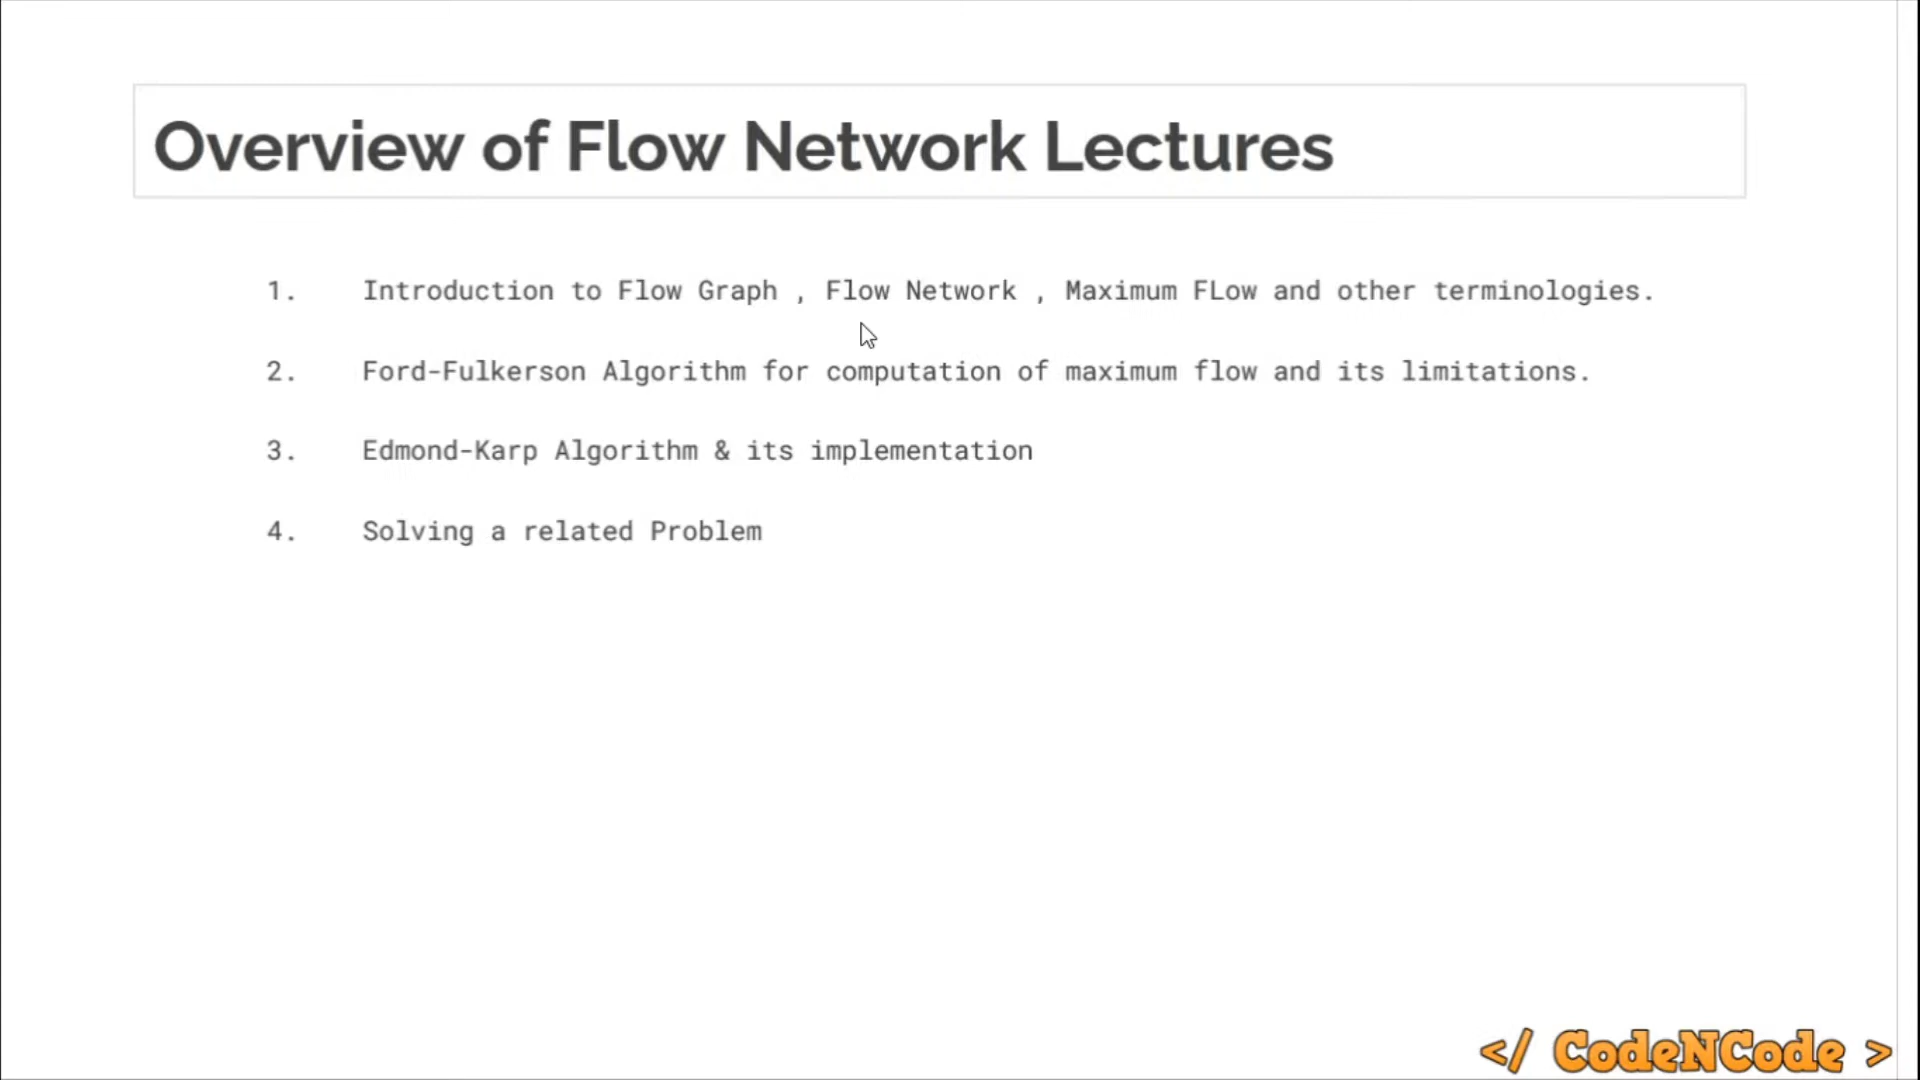 Overview of Flow Network Lectures
1. Introduction to Flow Graph , Flow Network , Maximum FLow and other terminologies.
2. Ford-Fulkerson Algorithm for computation of maximum flow and its limitations.
3. Edmond-Karp Algorithm & its implementation
4. Solving a related Problem
</ CodeNCode >